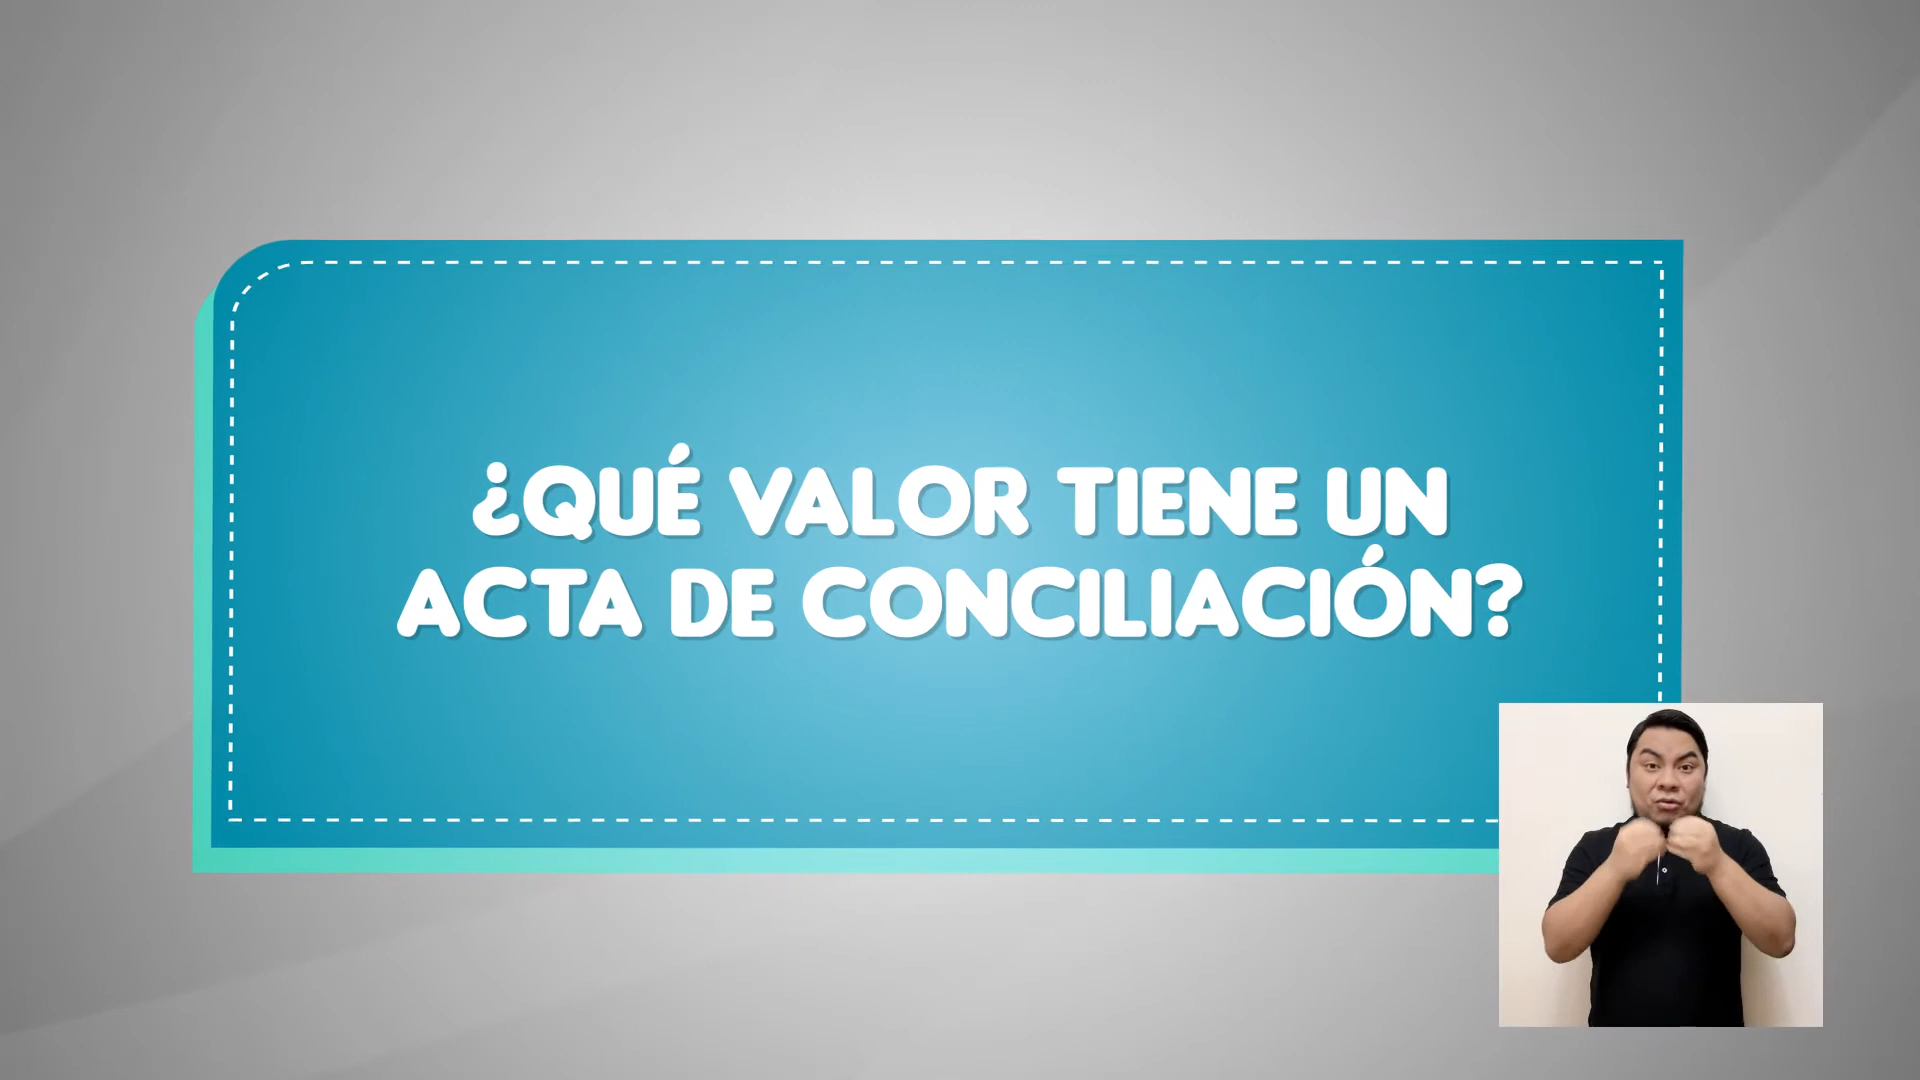 ¿QUÉ VALOR TIENE UN
ACTA DE CONCILIACIÓN?